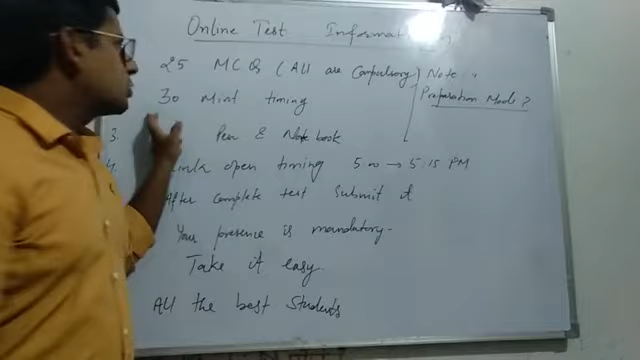 Online Test Informat
25 MCQs (All are Compulsory) Note :
30 Mint timing Preparation Mode?
3 Pen & Note book
4. Link open timing 5:00 → 5:15 PM
After complete test submit it
Your presence is mandatory.
Take it easy.
All the best Students